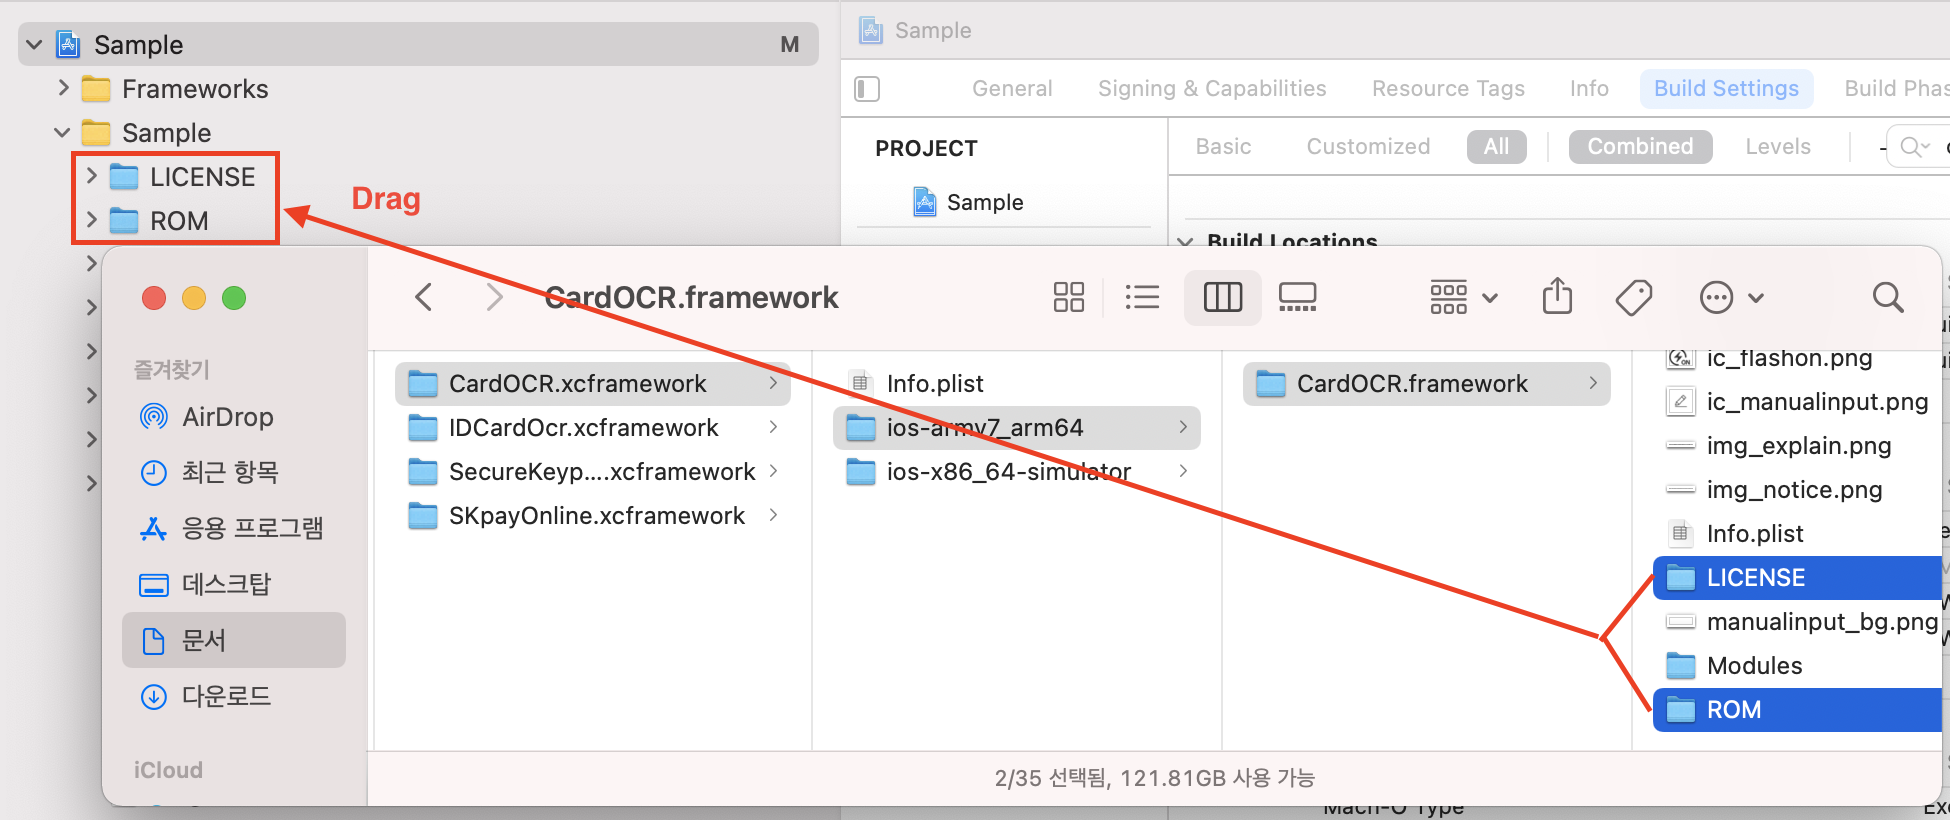 Sample
M
Frameworks
Sample
LICENSE
ROM
Drag
Sample
General
Signing & Capabilities
Resource Tags
Info
Build Settings
Build Phas
PROJECT
Sample
Basic
Customized
All
Combined
Levels
Build Locations
CardOCR.framework
즐겨찾기
AirDrop
최근 항목
응용 프로그램
데스크탑
문서
다운로드
iCloud
CardOCR.xcframework
IDCardOcr.xcframework
SecureKeyp....xcframework
SKpayOnline.xcframework
Info.plist
ios-armv7_arm64
ios-x86_64-simulator
CardOCR.framework
ic_flashon.png
ic_manualinput.png
img_explain.png
img_notice.png
Info.plist
LICENSE
manualinput_bg.png
Modules
ROM
2/35 선택됨, 121.81GB 사용 가능
Mach-O Type